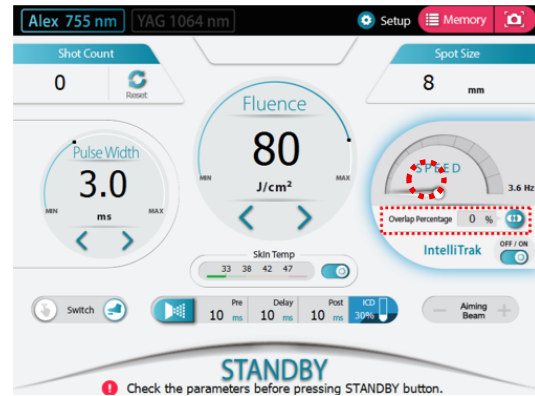 Alex 755 nm YAG 1064 nm Setup Memory
Shot Count
0
Reset
Spot Size
8 mm
Fluence
80
J/cm²
MIN MAX
Pulse Width
3.0
ms
MIN MAX
SPEED
3.6 Hz
Overlap Percentage 0 %
IntelliTrak OFF / ON
Skin Temp
33 38 42 47
Switch
Pre Delay Post ICD
10 ms 10 ms 10 ms 30%
Aiming
Beam
STANDBY
Check the parameters before pressing STANDBY button.